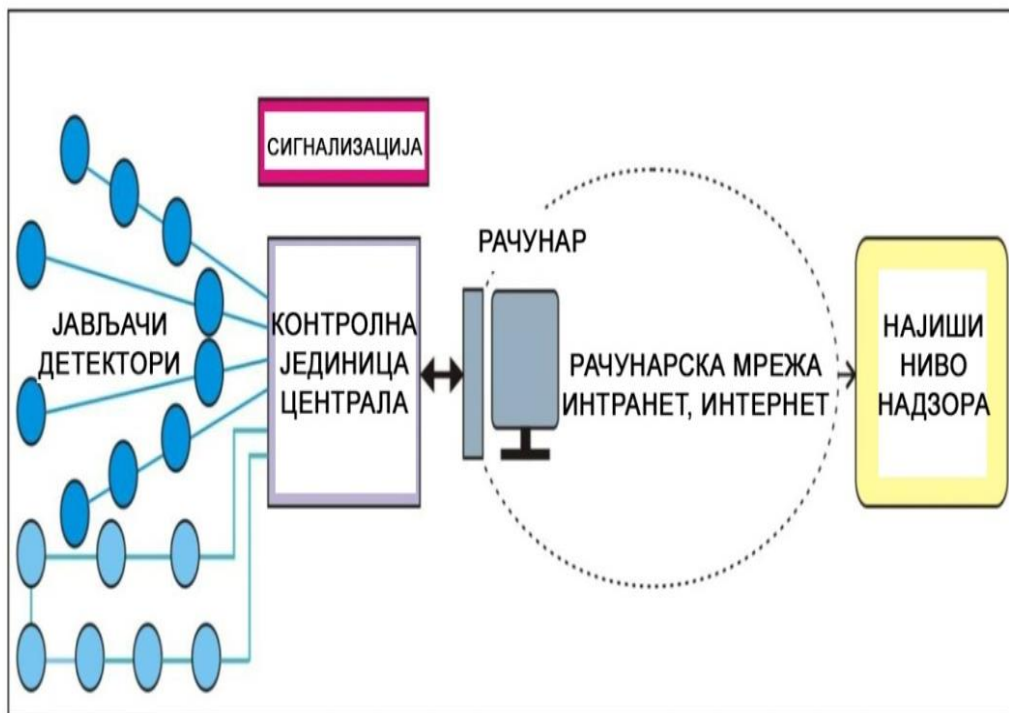 СИГНАЛИЗАЦИЈА
РАЧУНАР
ЈАВЉАЧИ
ДЕТЕКТОРИ
КОНТРОЛНА
ЈЕДИНИЦА
ЦЕНТРАЛА
РАЧУНАРСКА МРЕЖА
ИНТРАНЕТ, ИНТЕРНЕТ
НАЈИШИ
НИВО
НАДЗОРА